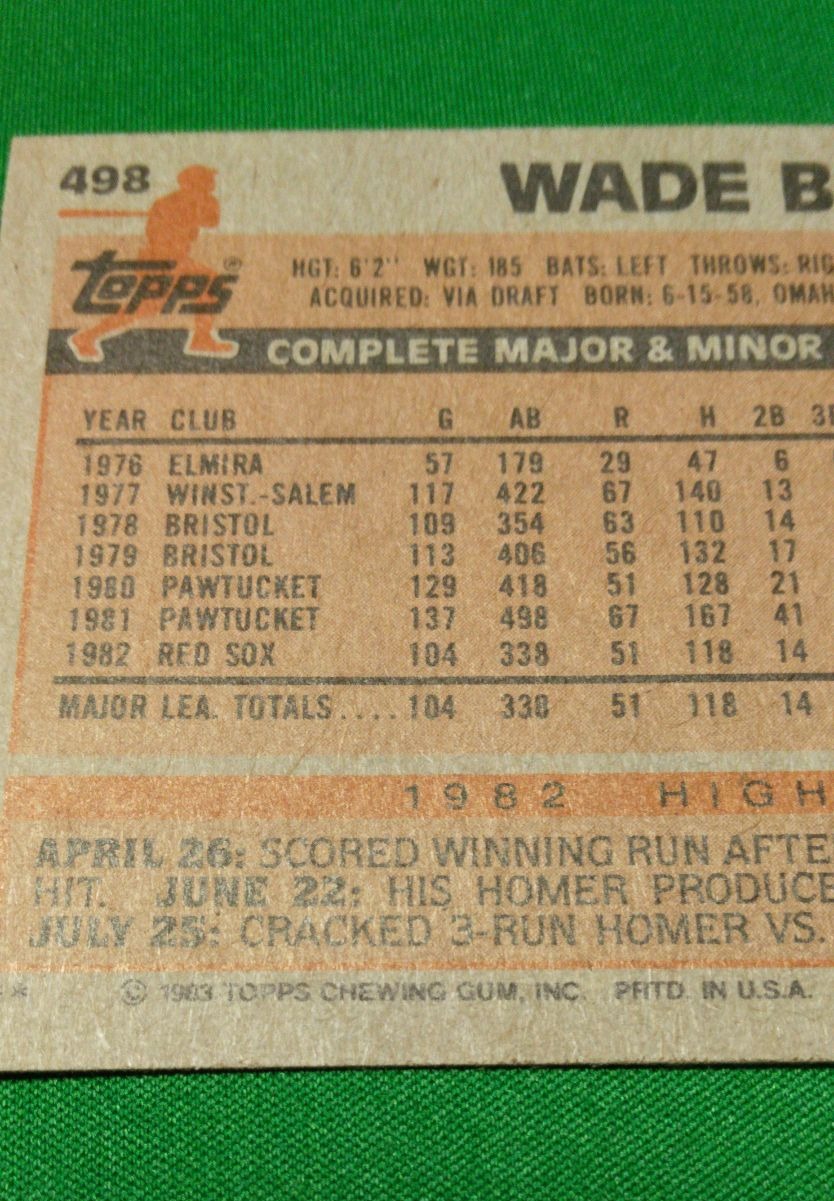 498 WADE B
Topps®
HGT: 6'2" WGT: 185 BATS: LEFT THROWS: RIG
ACQUIRED: VIA DRAFT BORN: 6-15-58, OMAH
COMPLETE MAJOR & MINOR
YEAR CLUB G AB R H 2B 3B
1976 ELMIRA 57 179 29 47 6
1977 WINST.-SALEM 117 422 67 140 13
1978 BRISTOL 109 354 63 110 14
1979 BRISTOL 113 406 56 132 17
1980 PAWTUCKET 129 418 51 128 21
1981 PAWTUCKET 137 498 67 167 41
1982 RED SOX 104 338 51 118 14
MAJOR LEA. TOTALS....104 338 51 118 14
1982 HIGH
APRIL 26: SCORED WINNING RUN AFTE
HIT. JUNE 22: HIS HOMER PRODUCE
JULY 25: CRACKED 3-RUN HOMER VS.
* © 1983 TOPPS CHEWING GUM, INC. PRTD. IN U.S.A.